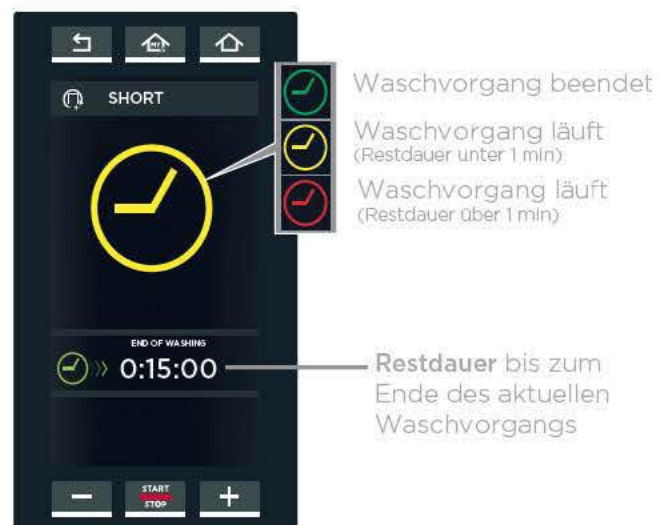 MY
SHORT
Waschvorgang beendet
Waschvorgang läuft
(Restdauer unter 1 min)
Waschvorgang läuft
(Restdauer über 1 min)
END OF WASHING
0:15:00
Restdauer bis zum
Ende des aktuellen
Waschvorgangs
START
STOP